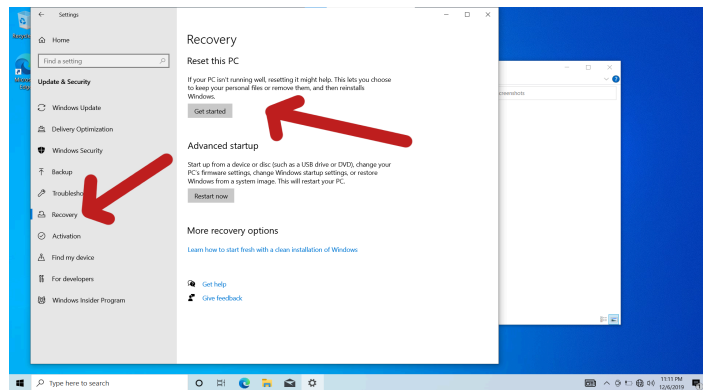 Settings
Home
Find a setting
Update & Security
Windows Update
Delivery Optimization
Windows Security
Backup
Troubleshoo
Recovery
Activation
Find my device
For developers
Windows Insider Program
Recovery
Reset this PC
If your PC isn't running well, resetting it might help. This lets you choose
to keep your personal files or remove them, and then reinstalls
Windows.
Get started
Advanced startup
Start up from a device or disc (such as a USB drive or DVD), change your
PC's firmware settings, change Windows startup settings, or restore
Windows from a system image. This will restart your PC.
Restart now
More recovery options
Learn how to start fresh with a clean installation of Windows
Get help
Give feedback
creenshots
Type here to search
11:11 PM
12/6/2019